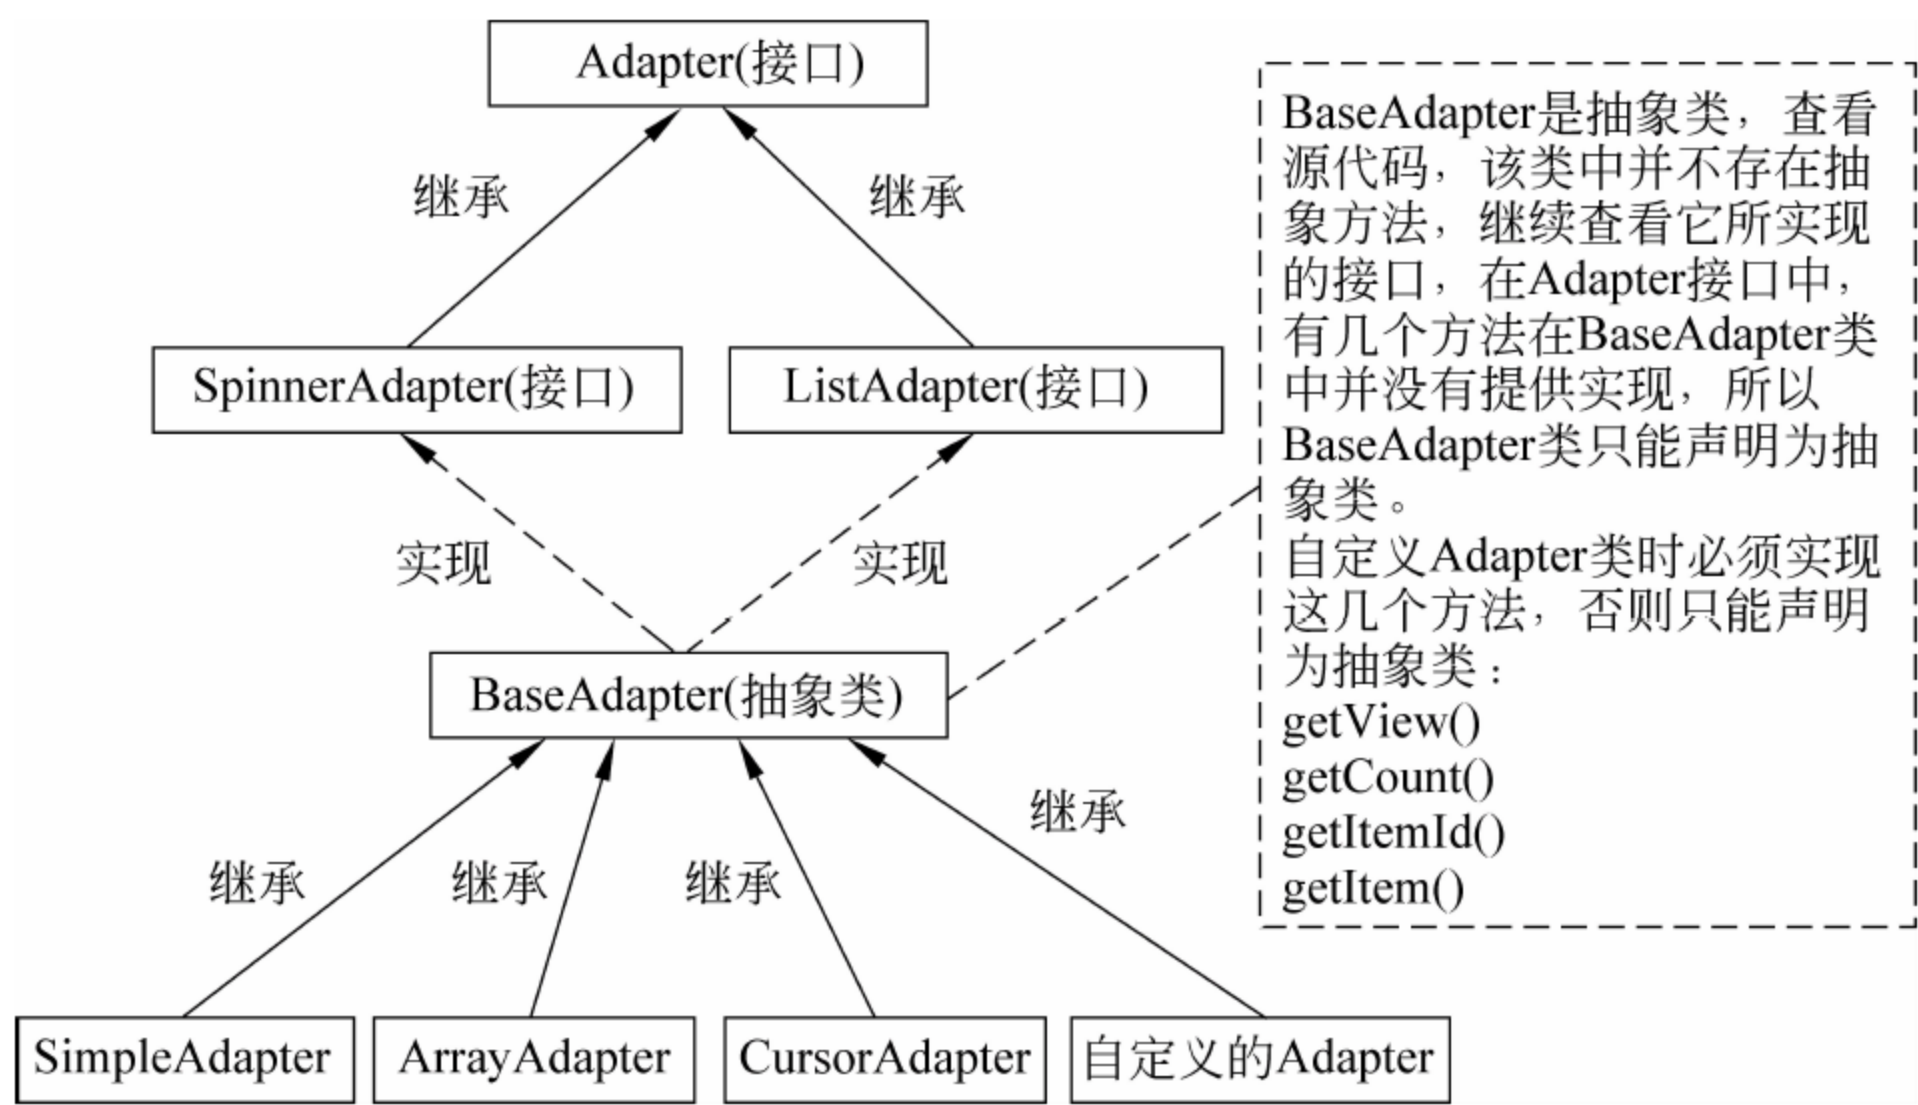 Adapter(接口)
继承
继承
SpinnerAdapter(接口)
ListAdapter(接口)
实现
实现
BaseAdapter(抽象类)
继承
继承
继承
继承
SimpleAdapter
ArrayAdapter
CursorAdapter
自定义的Adapter
BaseAdapter是抽象类，查看
源代码，该类中并不存在抽
象方法，继续查看它所实现
的接口，在Adapter接口中，
有几个方法在BaseAdapter类
中并没有提供实现，所以
BaseAdapter类只能声明为抽
象类。
自定义Adapter类时必须实现
这几个方法，否则只能声明
为抽象类：
getView()
getCount()
getItemId()
getItem()